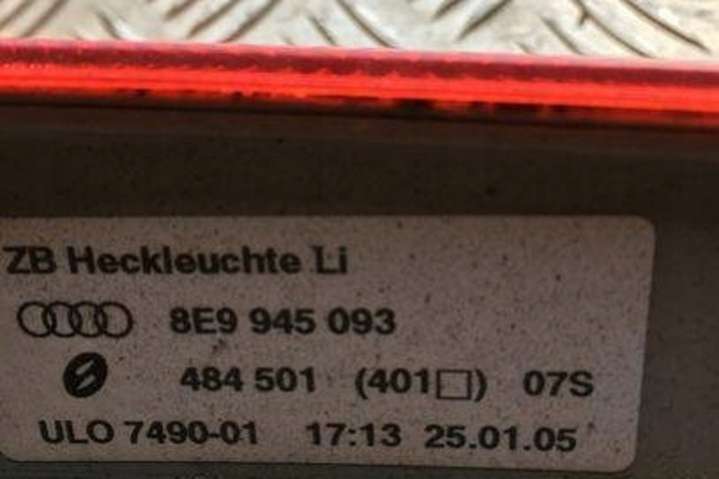 ZB Heckleuchte Li
8E9 945 093
484 501 (401□) 07S
ULO 7490-01 17:13 25.01.05